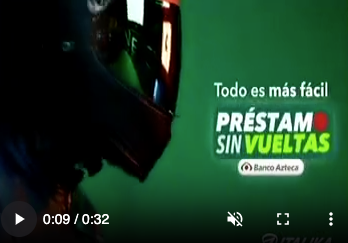 Todo es más fácil
PRÉSTAMO
SIN VUELTAS
Banco Azteca
0:09 / 0:32